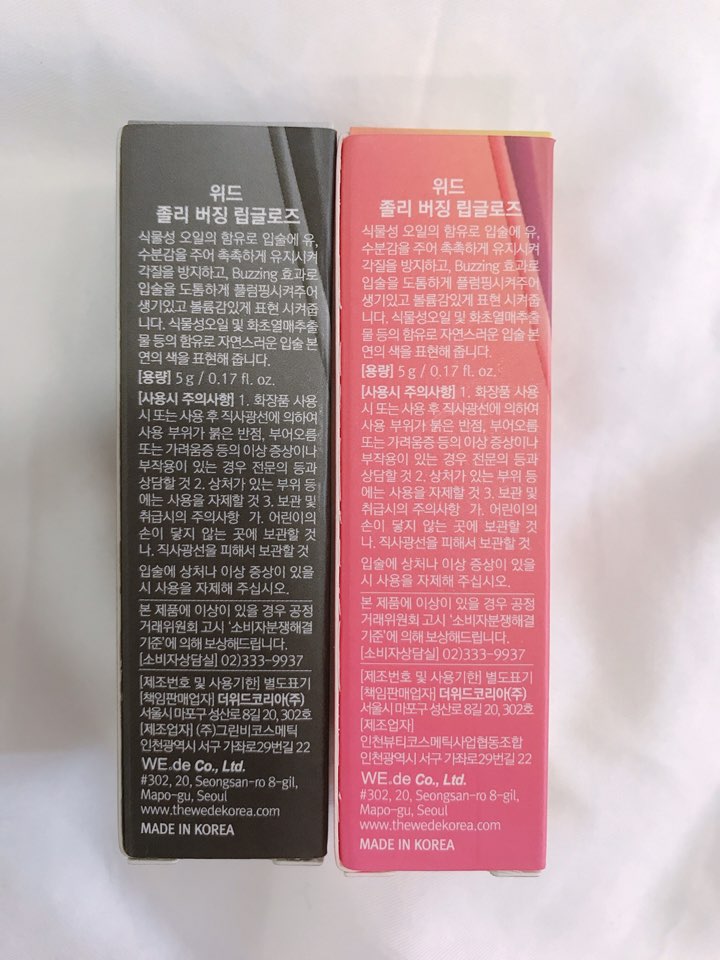 위드
졸리 버징 립글로즈
식물성 오일의 함유로 입술에 유,
수분감을 주어 촉촉하게 유지시켜
각질을 방지하고, Buzzing 효과로
입술을 도톰하게 플럼핑시켜주어
생기있고 볼륨감있게 표현 시켜줍
니다. 식물성오일 및 화초열매추출
물 등의 함유로 자연스러운 입술 본
연의 색을 표현해 줍니다.
[용량] 5g / 0.17 fl. oz.
[사용시 주의사항] 1. 화장품 사용
시 또는 사용 후 직사광선에 의하여
사용 부위가 붉은 반점, 부어오름
또는 가려움증 등의 이상 증상이나
부작용이 있는 경우 전문의 등과
상담할 것 2. 상처가 있는 부위 등
에는 사용을 자제할 것 3. 보관 및
취급시의 주의사항 가. 어린이의
손이 닿지 않는 곳에 보관할 것
나. 직사광선을 피해서 보관할 것
입술에 상처나 이상 증상이 있을
시 사용을 자제해 주십시오.
본 제품에 이상이 있을 경우 공정
거래위원회 고시 '소비자분쟁해결
기준'에 의해 보상해드립니다.
[소비자상담실] 02)333-9937
[제조번호 및 사용기한] 별도표기
[책임판매업자] 더위드코리아(주)
서울시 마포구 성산로 8길 20, 302호
[제조업자] (주)그린비코스메틱
인천광역시 서구 가좌로29번길 22
WE.de Co., Ltd.
#302, 20, Seongsan-ro 8-gil,
Mapo-gu, Seoul
www.thewedekorea.com
MADE IN KOREA
위드
졸리 버징 립글로즈
식물성 오일의 함유로 입술에 유,
수분감을 주어 촉촉하게 유지시켜
각질을 방지하고, Buzzing 효과로
입술을 도톰하게 플럼핑시켜주어
생기있고 볼륨감있게 표현 시켜줍
니다. 식물성오일 및 화초열매추출
물 등의 함유로 자연스러운 입술 본
연의 색을 표현해 줍니다.
[용량] 5g / 0.17 fl. oz.
[사용시 주의사항] 1. 화장품 사용
시 또는 사용 후 직사광선에 의하여
사용 부위가 붉은 반점, 부어오름
또는 가려움증 등의 이상 증상이나
부작용이 있는 경우 전문의 등과
상담할 것 2. 상처가 있는 부위 등
에는 사용을 자제할 것 3. 보관 및
취급시의 주의사항 가. 어린이의
손이 닿지 않는 곳에 보관할 것
나. 직사광선을 피해서 보관할 것
입술에 상처나 이상 증상이 있을
시 사용을 자제해 주십시오.
본 제품에 이상이 있을 경우 공정
거래위원회 고시 '소비자분쟁해결
기준'에 의해 보상해드립니다.
[소비자상담실] 02)333-9937
[제조번호 및 사용기한] 별도표기
[책임판매업자] 더위드코리아(주)
서울시 마포구 성산로 8길 20, 302호
[제조업자]
인천뷰티코스메틱사업협동조합
인천광역시 서구 가좌로29번길 22
WE.de Co., Ltd.
#302, 20, Seongsan-ro 8-gil,
Mapo-gu, Seoul
www.thewedekorea.com
MADE IN KOREA